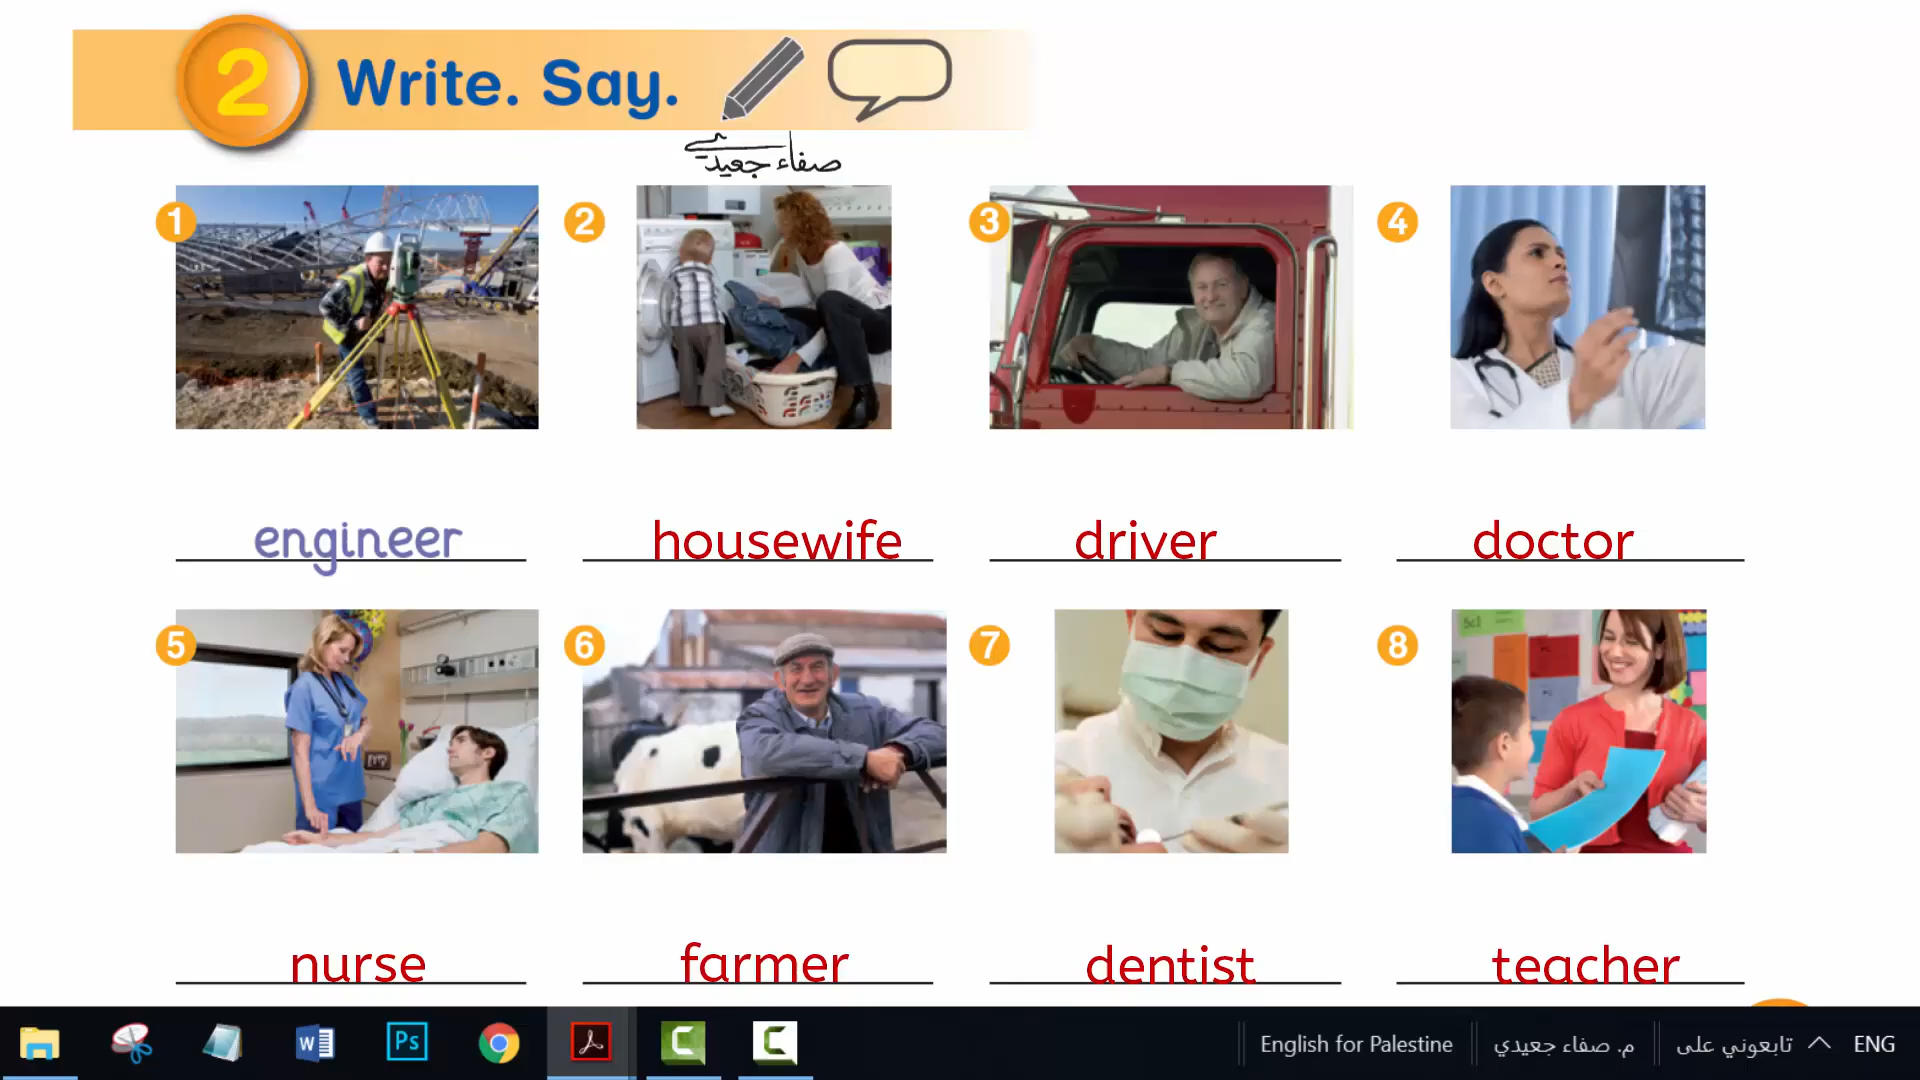 2 Write. Say.
صفاء جعيدي
1 2 3 4
engineer housewife driver doctor
5 6 7 8
nurse farmer dentist teacher
English for Palestine م. صفاء جعيدي تابعوني على ENG